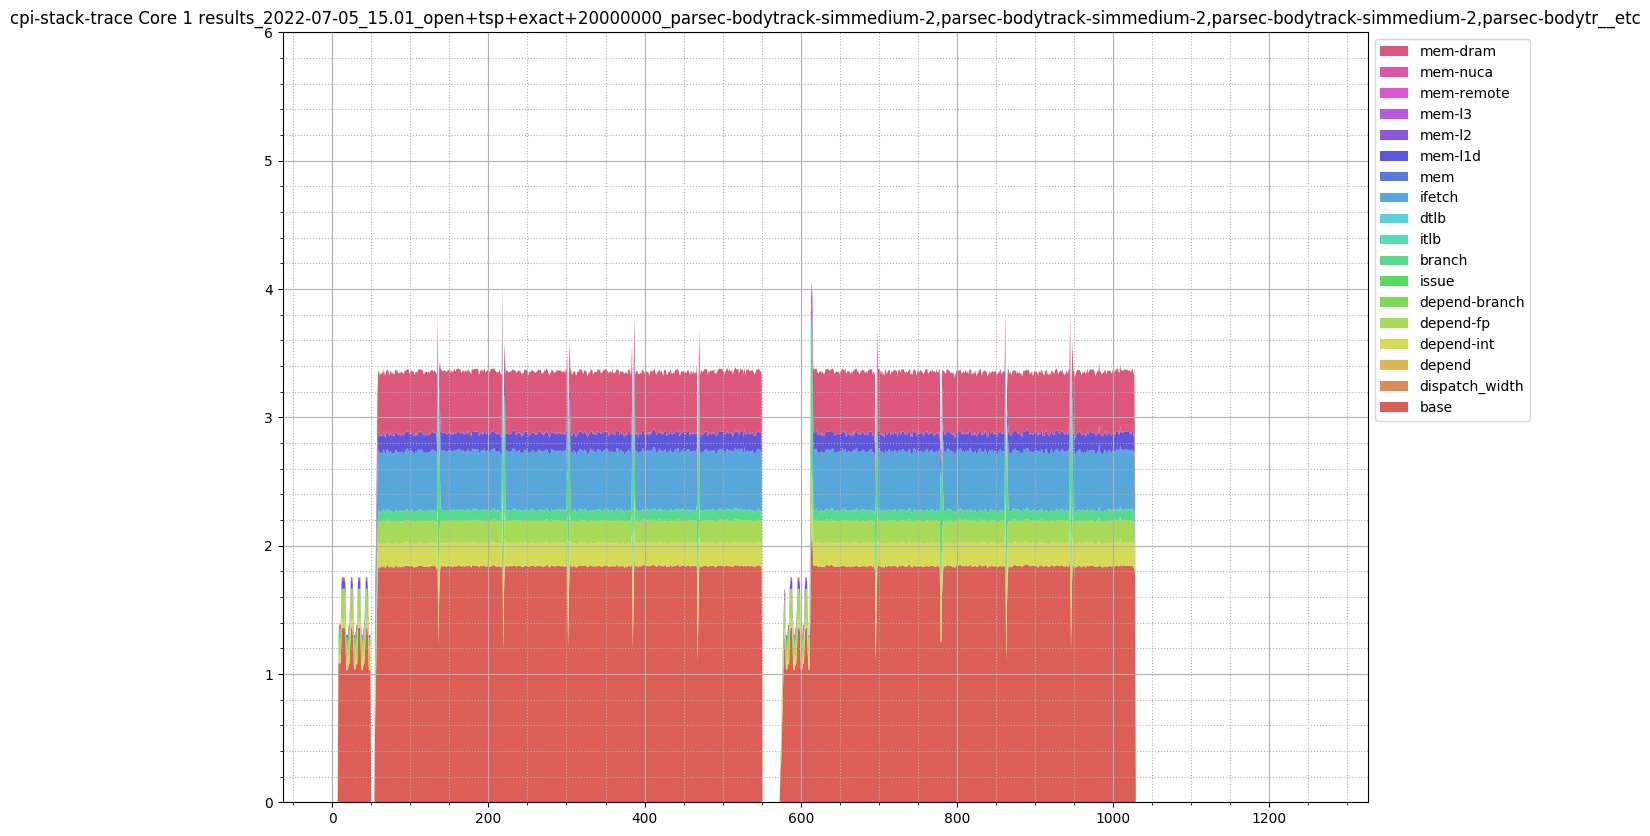 cpi-stack-trace Core 1 results_2022-07-05_15.01_open+tsp+exact+20000000_parsec-bodytrack-simmedium-2,parsec-bodytrack-simmedium-2,parsec-bodytrack-simmedium-2,parsec-bodytr__etc
6
5
4
3
2
1
0
0 200 400 600 800 1000 1200
mem-dram
mem-nuca
mem-remote
mem-l3
mem-l2
mem-l1d
mem
ifetch
dtlb
itlb
branch
issue
depend-branch
depend-fp
depend-int
depend
dispatch_width
base